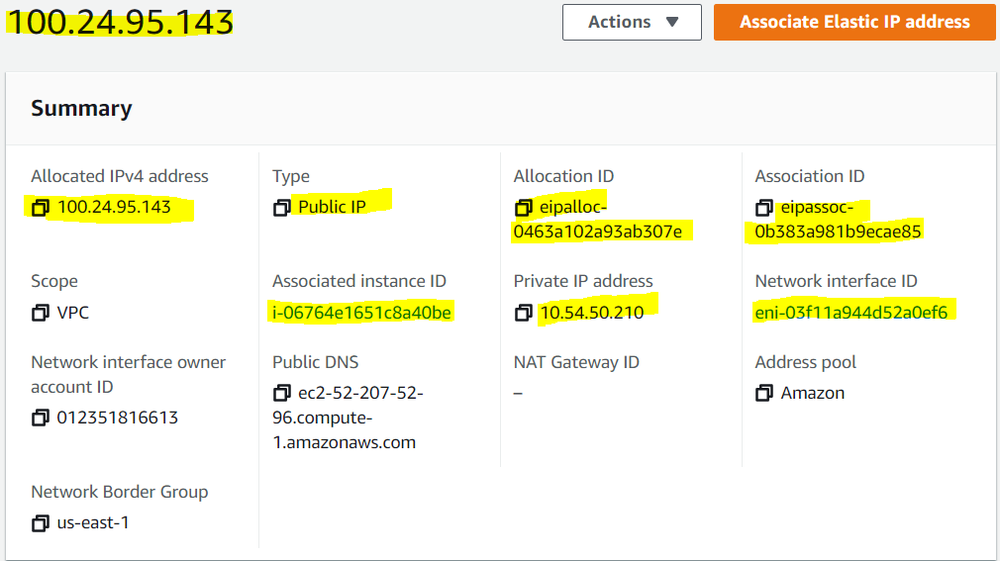 100.24.95.143
Actions
Associate Elastic IP address
Summary
Allocated IPv4 address
100.24.95.143
Type
Public IP
Allocation ID
eipalloc-
0463a102a93ab307e
Association ID
eipassoc-
0b383a981b9ecae85
Scope
VPC
Associated instance ID
i-06764e1651c8a40be
Private IP address
10.54.50.210
Network interface ID
eni-03f11a944d52a0ef6
Network interface owner
account ID
012351816613
Public DNS
ec2-52-207-52-
96.compute-
1.amazonaws.com
NAT Gateway ID
–
Address pool
Amazon
Network Border Group
us-east-1